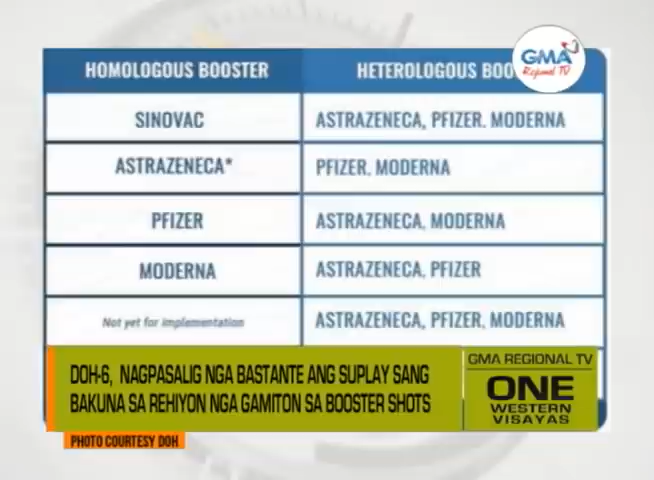 GMA
Regional TV
HOMOLOGOUS BOOSTER HETEROLOGOUS BOO
SINOVAC ASTRAZENECA, PFIZER. MODERNA
ASTRAZENECA* PFIZER. MODERNA
PFIZER ASTRAZENECA, MODERNA
MODERNA ASTRAZENECA, PFIZER
Not yet for implementation ASTRAZENECA, PFIZER, MODERNA
DOH-6, NAGPASALIG NGA BASTANTE ANG SUPLAY SANG
BAKUNA SA REHIYON NGA GAMITON SA BOOSTER SHOTS
GMA REGIONAL TV
ONE
WESTERN
VISAYAS
PHOTO COURTESY DOH